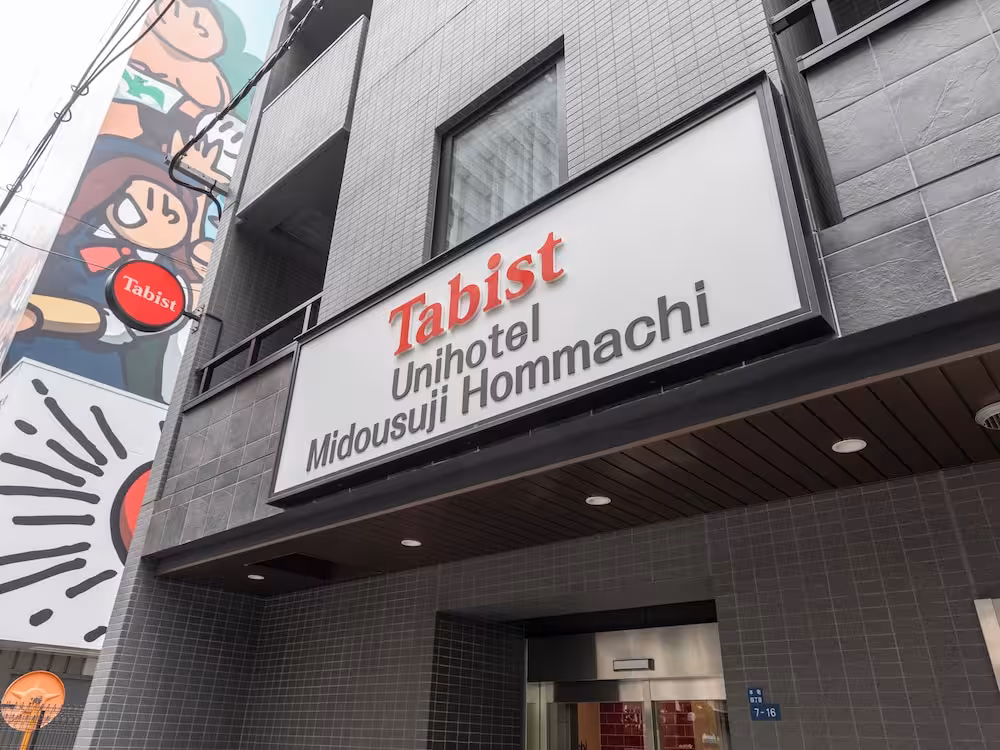 Tabist
Tabist
Unihotel
Midousuji Hommachi
7-16